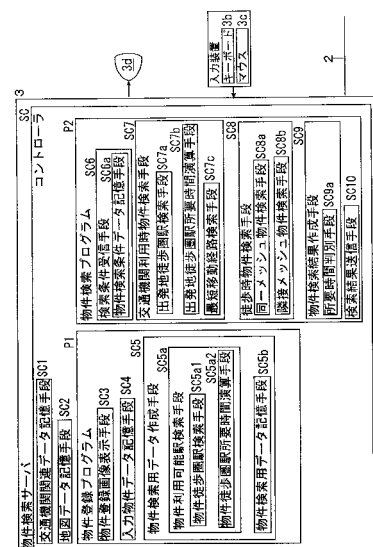 3
物件検索サーバ
SC
コントローラ
交通機関関連データ記憶手段 SC1
地図データ記憶手段 SC2
P1
物件登録プログラム
物件登録画像表示手段 SC3
入力物件データ記憶手段 SC4
SC5
物件検索用データ作成手段
SC5a
物件利用可能駅検索手段
物件徒歩圏駅検索手段 SC5a1
SC5a2
物件徒歩圏駅所要時間演算手段
物件検索用データ記憶手段 SC5b
P2
物件検索プログラム
SC6
検索条件受信手段 SC6a
物件検索条件データ記憶手段
SC7
交通機関利用時物件検索手段
出発地徒歩圏駅検索手段 SC7a
SC7b
出発地徒歩圏駅所要時間演算手段
最短移動経路検索手段 SC7c
SC8
徒歩時物件検索手段
同一メッシュ物件検索手段 SC8a
隣接メッシュ物件検索手段 SC8b
SC9
物件検索結果作成手段
所要時間判別手段 SC9a
検索結果送信手段 SC10
3d
入力装置
キーボード 3b
マウス 3c
2